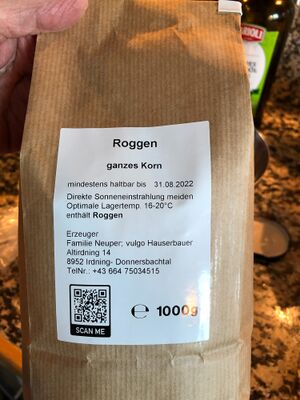 Roggen
ganzes Korn
mindestens haltbar bis 31.08.2022
Direkte Sonneneinstrahlung meiden
Optimale Lagertemp. 16-20°C
enthält Roggen
Erzeuger
Familie Neuper; vulgo Hauserbauer
Altirdning 14
8952 Irdning- Donnersbachtal
TelNr.: +43 664 75034515
℮ 1000g
SCAN ME